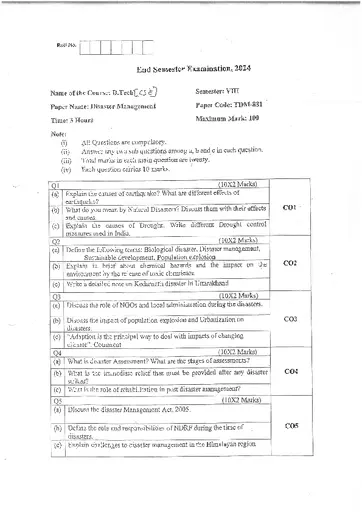 Roll No.
End Semester Examination, 2024
Name of the Course: B.Tech [CSE]
Semester: VIII
Paper Name: Disaster Management
Paper Code: TDM-831
Time: 3 Hours
Maximum Mark: 100
Note:
(i) All Questions are compulsory.
(ii) Answer any two sub questions among a, b and c in each question.
(iii) Total marks in each main question are twenty.
(iv) Each question carries 10 marks.
Q1 (10X2 Marks)
(a) Explain the causes of earthquake? What are different effects of
earthquake?
(b) What do you mean by Natural Disasters? Discuss them with their effects
and causes.
(c) Explain the causes of Drought. Write different Drought control
measures used in India.
CO1
Q2 (10X2 Marks)
(a) Define the following terms: Biological disaster, Disaster management,
Sustainable development, Population explosion
(b) Explain in brief about chemical hazards and the impact on the
environment by the release of toxic chemicals.
(c) Write a detailed note on Kedarnath disaster in Uttarakhand
CO2
Q3 (10X2 Marks)
(a) Discuss the role of NGOs and local administration during the disasters.
(b) Discuss the impact of population explosion and Urbanization on
disasters.
(c) "Adaption is the principal way to deal with impacts of changing
climate". Comment
CO3
Q4 (10X2 Marks)
(a) What is disaster Assessment? What are the stages of assessments?
(b) What is the immediate relief that must be provided after any disaster
strikes?
(c) What is the role of rehabilitation in post disaster management?
CO4
Q5 (10X2 Marks)
(a) Discuss the disaster Management Act, 2005.
(b) Define the role and responsibilities of NDRF during the time of
disasters.
(c) Explain challenges to disaster management in the Himalayan region
CO5